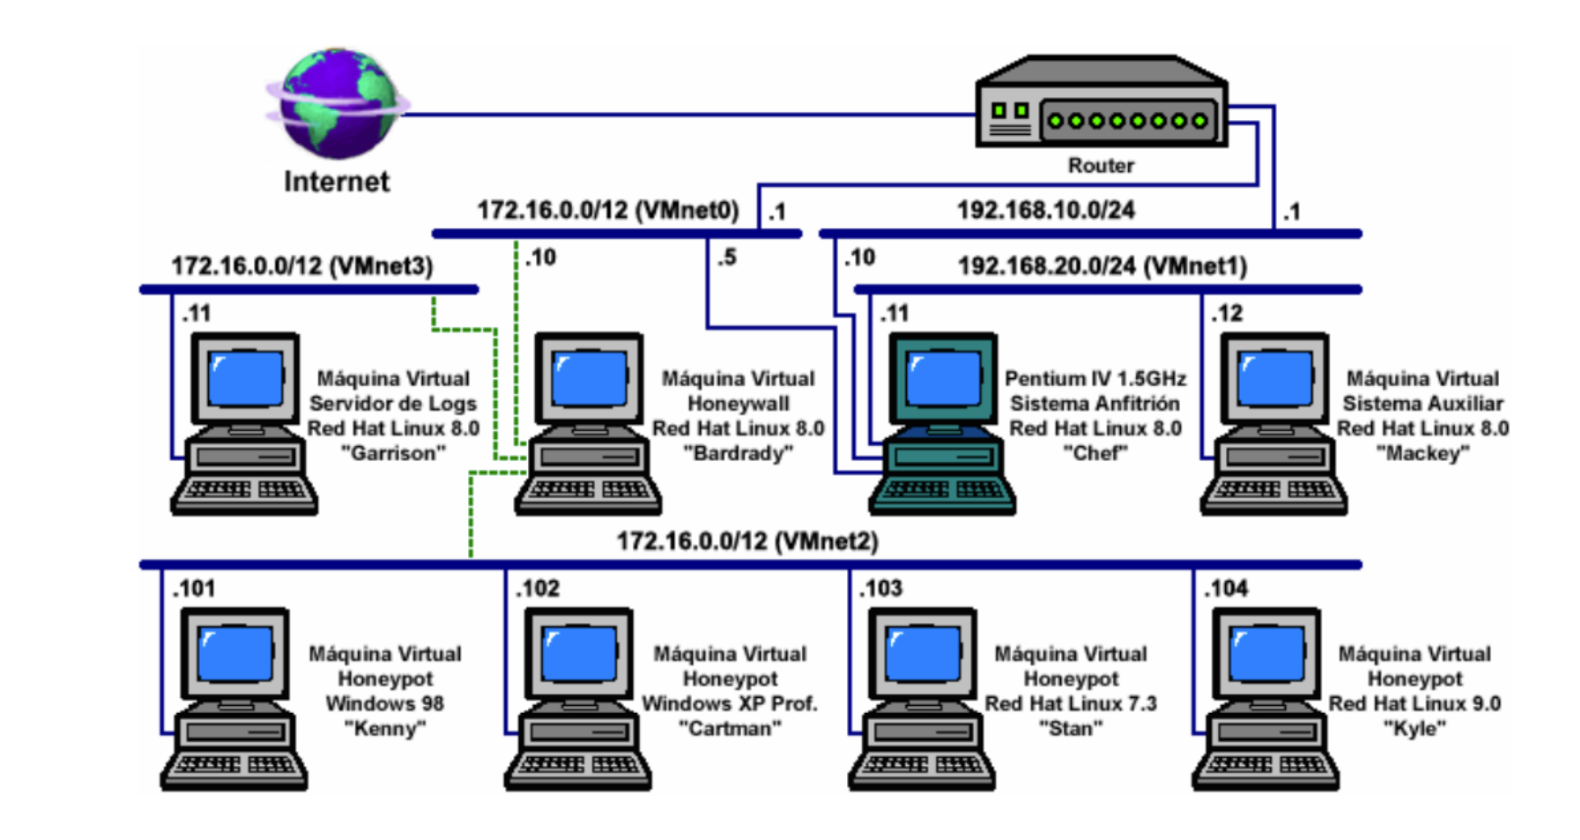 Internet
Router
172.16.0.0/12 (VMnet0)
.1
192.168.10.0/24
.1
.10
.5
.10
172.16.0.0/12 (VMnet3)
192.168.20.0/24 (VMnet1)
.11
.11
.12
Máquina Virtual
Servidor de Logs
Red Hat Linux 8.0
"Garrison"
Máquina Virtual
Honeywall
Red Hat Linux 8.0
"Bardrady"
Pentium IV 1.5GHz
Sistema Anfitrión
Red Hat Linux 8.0
"Chef"
Máquina Virtual
Sistema Auxiliar
Red Hat Linux 8.0
"Mackey"
172.16.0.0/12 (VMnet2)
.101
.102
.103
.104
Máquina Virtual
Honeypot
Windows 98
"Kenny"
Máquina Virtual
Honeypot
Windows XP Prof.
"Cartman"
Máquina Virtual
Honeypot
Red Hat Linux 7.3
"Stan"
Máquina Virtual
Honeypot
Red Hat Linux 9.0
"Kyle"